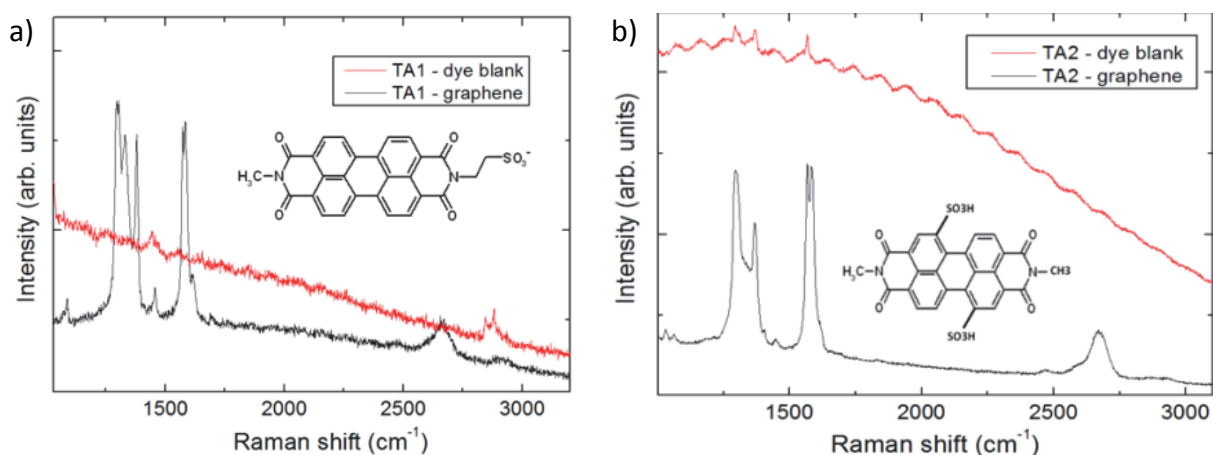 a)
TA1 - dye blank
TA1 - graphene
O
O
H₃C
N
N
SO₃⁻
O
O
Intensity (arb. units)
1500
2000
2500
3000
Raman shift (cm⁻¹)
b)
TA2 - dye blank
TA2 - graphene
SO3H
O
O
H₃C
N
N
CH3
O
O
SO3H
Intensity (arb. units)
1500
2000
2500
3000
Raman shift (cm⁻¹)